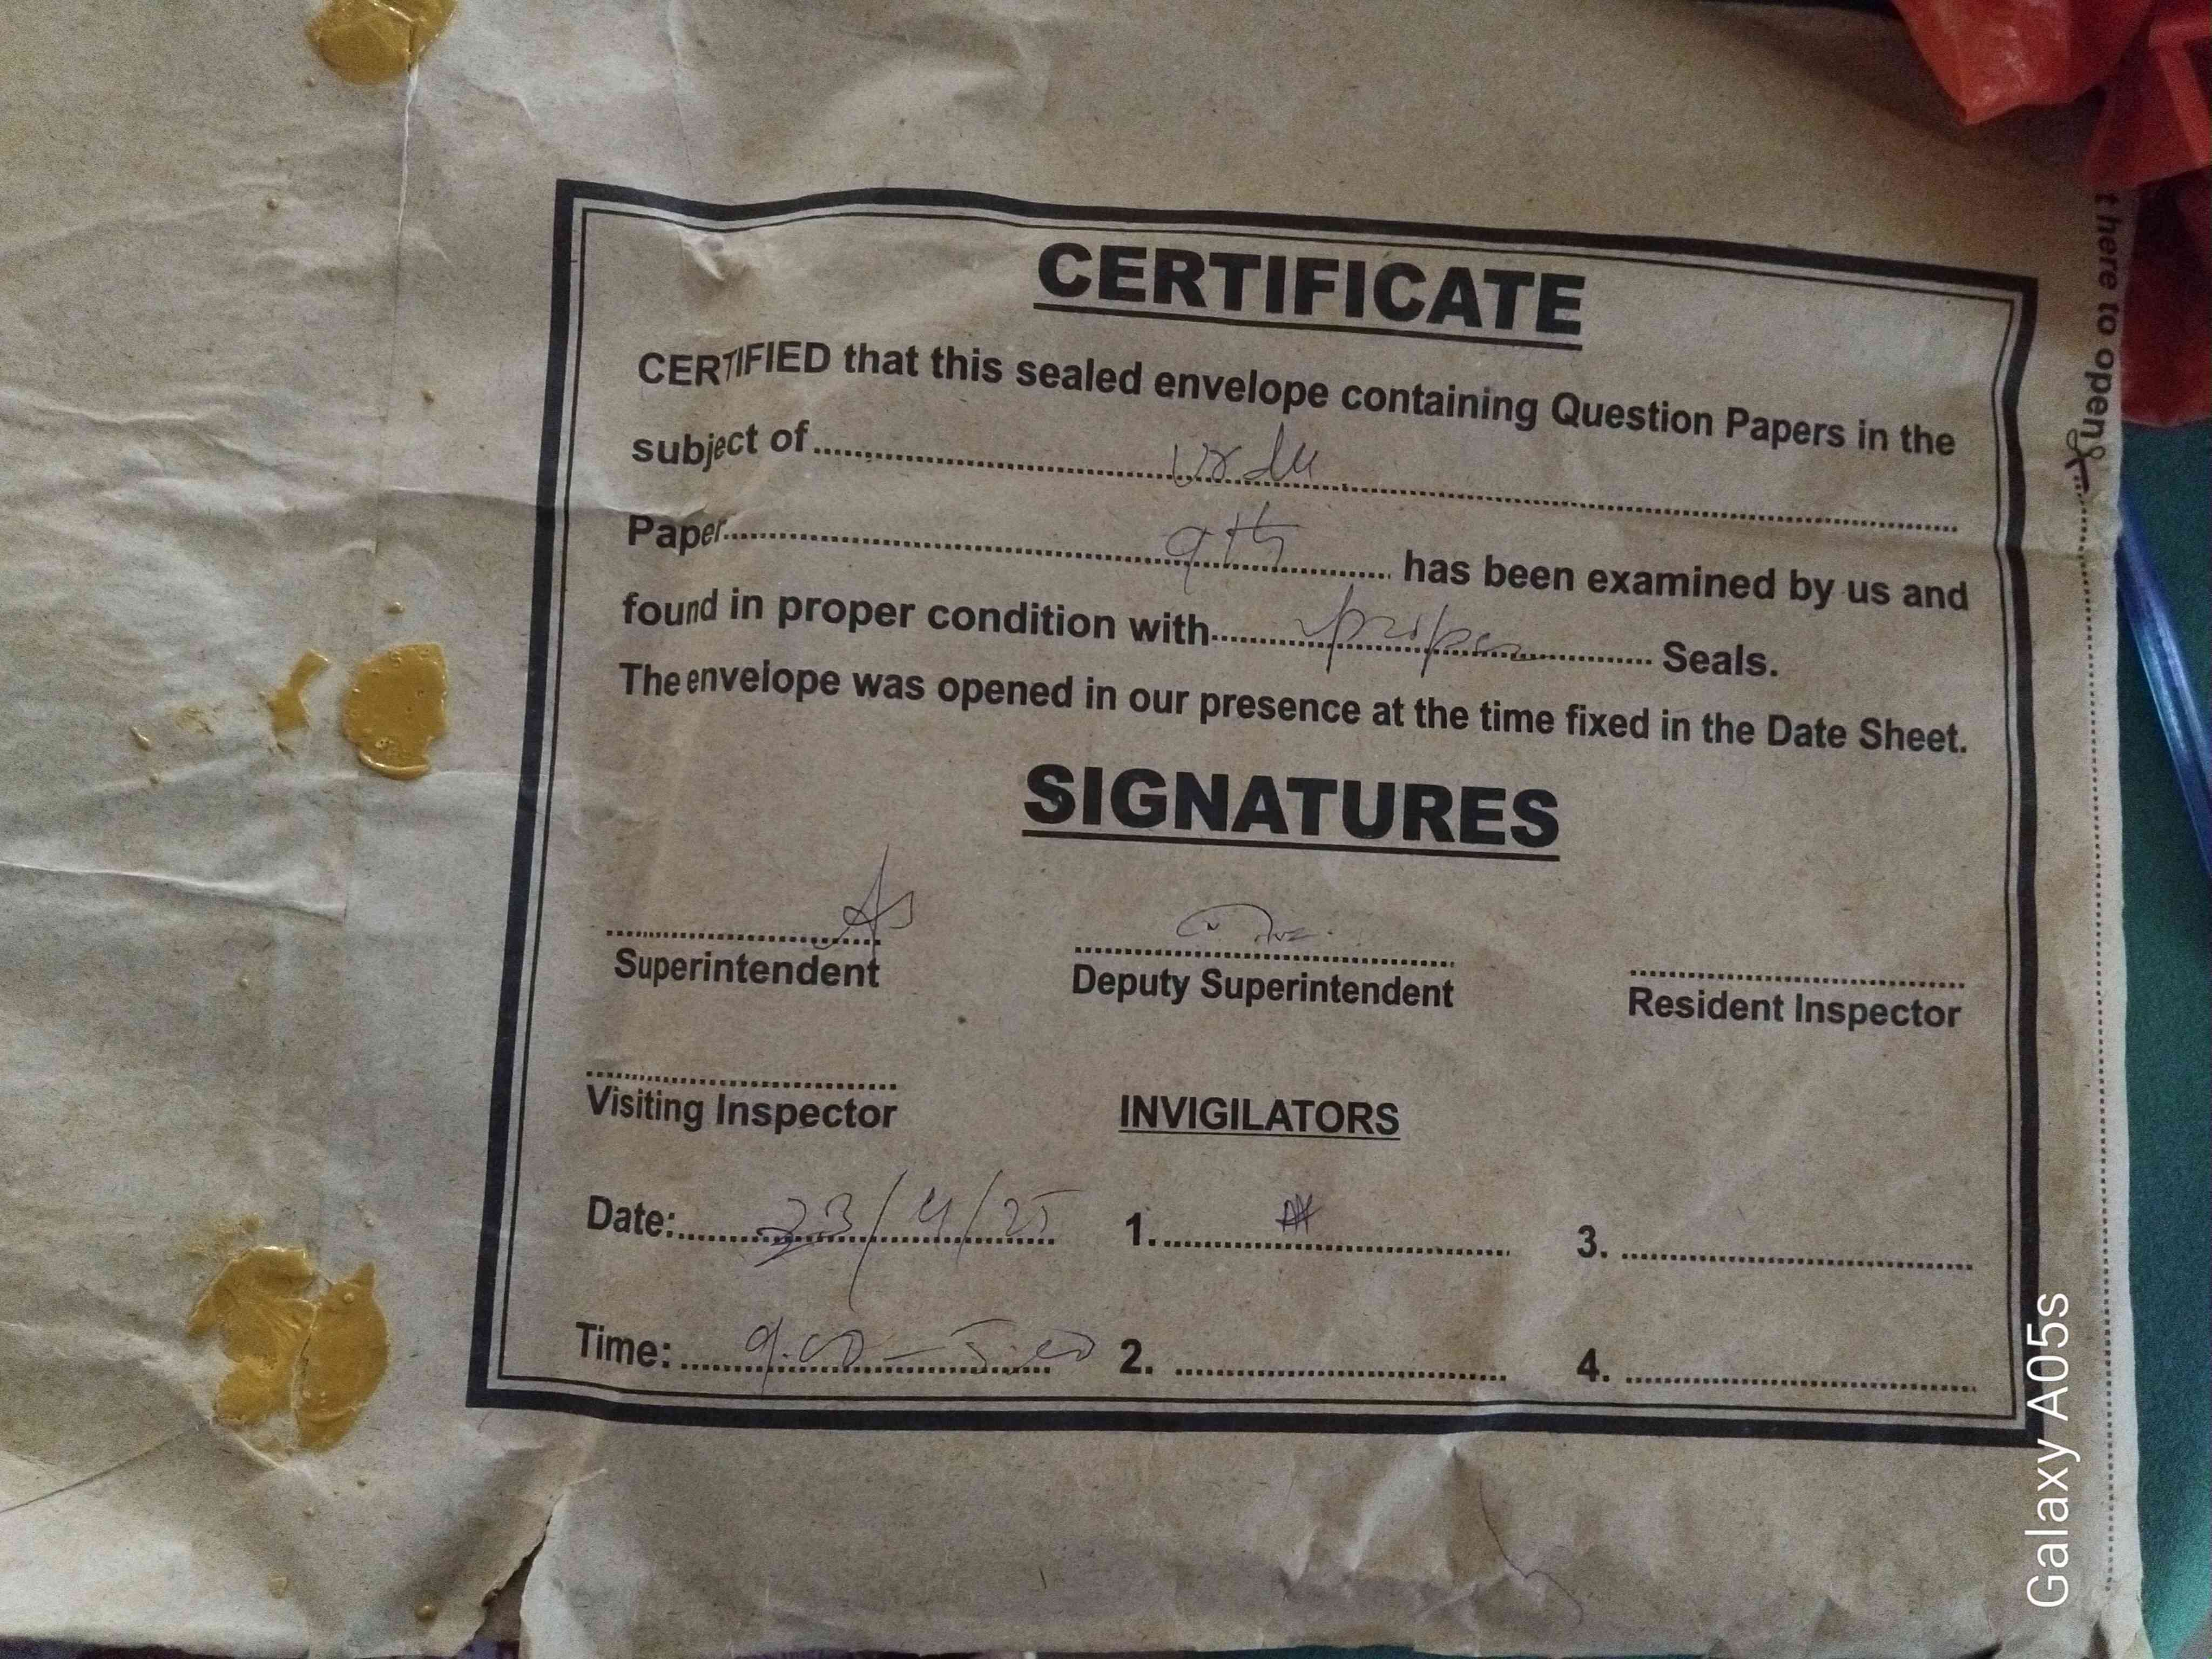 CERTIFICATE
CERTIFIED that this sealed envelope containing Question Papers in the
subject of Urdu
Paper 9th has been examined by us and
found in proper condition with proper Seals.
The envelope was opened in our presence at the time fixed in the Date Sheet.
SIGNATURES
Superintendent
Deputy Superintendent
Resident Inspector
Visiting Inspector
INVIGILATORS
Date: 23/4/25 1. 3.
Time: 9.00 - 2. 4.
t here to open
Galaxy A05s